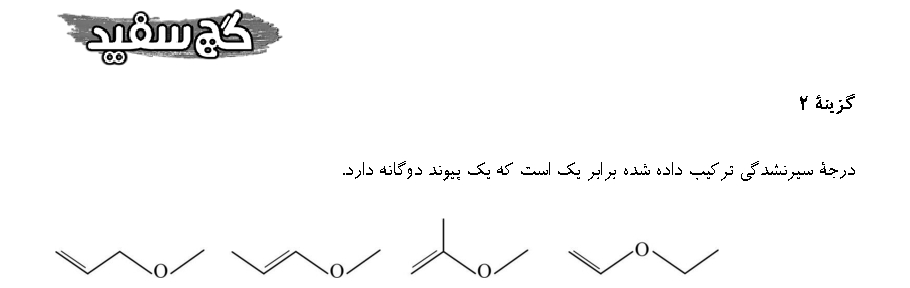 گچ سفید
گزینهٔ ۲
درجهٔ سیرنشدگی ترکیب داده شده برابر یک است که یک پیوند دوگانه دارد.
O O O O